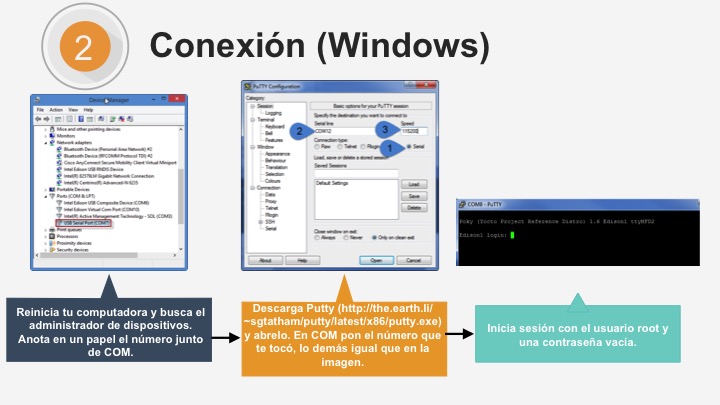 2
Conexión (Windows)
Device Manager
File Action View Help
Mice and other pointing devices
Monitors
Network adapters
Bluetooth Device (Personal Area Network) #2
Bluetooth Device (RFCOMM Protocol TDI) #2
Cisco AnyConnect Secure Mobility Client Virtual Miniport
Intel Edison USB RNDIS Device
Intel(R) 82579LM Gigabit Network Connection
Intel(R) Centrino(R) Advanced-N 6205
Portable Devices
Ports (COM & LPT)
Intel Edison USB Composite Device (COM6)
Intel Edison Virtual Com Port (COM10)
Intel(R) Active Management Technology - SOL (COM3)
USB Serial Port (COM7)
Print queues
Processors
Proximity devices
Security devices
PuTTY Configuration
Category:
Session
Logging
Terminal
Keyboard
Bell
Features
Window
Appearance
Behaviour
Translation
Selection
Colours
Connection
Data
Proxy
Telnet
Rlogin
SSH
Serial
Basic options for your PuTTY session
Specify the destination you want to connect to
Serial line Speed
2 COM12 3 115200
Connection type:
Raw Telnet Rlogin 1 Serial
Load, save or delete a stored session
Saved Sessions
Default Settings
Load
Save
Delete
Close window on exit:
Always Never Only on clean exit
About Help Open Cancel
COM8 - PuTTY
Poky (Yocto Project Reference Distro) 1.6 Edison1 ttyMFD2
Edison1 login:
Reinicia tu computadora y busca el
administrador de dispositivos.
Anota en un papel el número junto
de COM.
Descarga Putty (http://the.earth.li/
~sgtatham/putty/latest/x86/putty.exe)
y abrelo. En COM pon el número que
te tocó, lo demás igual que en la
imagen.
Inicia sesión con el usuario root y
una contraseña vacía.